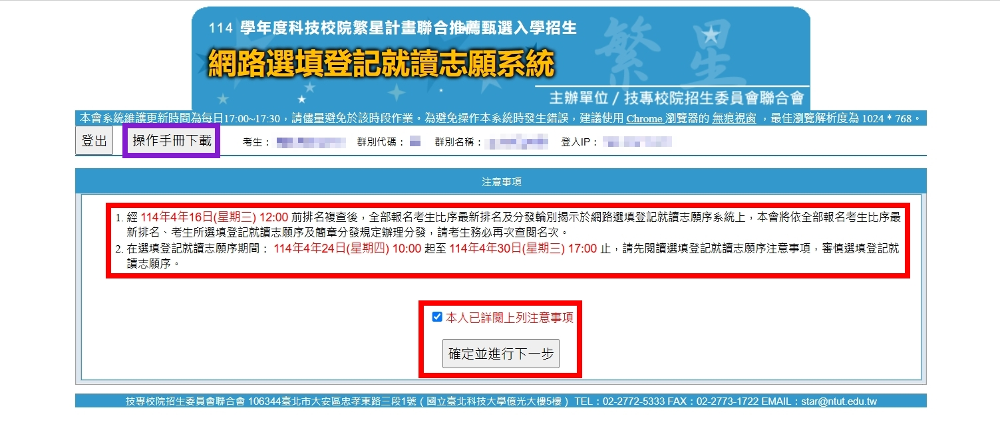 114 學年度科技校院繁星計畫聯合推薦甄選入學招生
網路選填登記就讀志願系統
繁星
主辦單位 / 技專校院招生委員會聯合會
本會系統維護更新時間為每日17:00~17:30，請儘量避免於該時段作業。為避免操作本系統時發生錯誤，建議使用 Chrome 瀏覽器的 無痕視窗 ，最佳瀏覽解析度為 1024 * 768。
登出 操作手冊下載 考生： 群別代碼： 群別名稱： 登入IP：
注意事項
1. 經 114年4年16日(星期三) 12:00 前排名複查後，全部報名考生比序最新排名及分發輪別揭示於網路選填登記就讀志願序系統上，本會將依全部報名考生比序最
新排名、考生所選填登記就讀志願序及簡章分發規定辦理分發，請考生務必再次查閱名次。
2. 在選填登記就讀志願序期間： 114年4年24日(星期四) 10:00 起至 114年4年30日(星期三) 17:00 止，請先閱讀選填登記就讀志願序注意事項，審慎選填登記就
讀志願序。
本人已詳閱上列注意事項
確定並進行下一步
技專校院招生委員會聯合會 106344臺北市大安區忠孝東路三段1號 ( 國立臺北科技大學億光大樓5樓 ) TEL：02-2772-5333 FAX：02-2773-1722 EMAIL：star@ntut.edu.tw